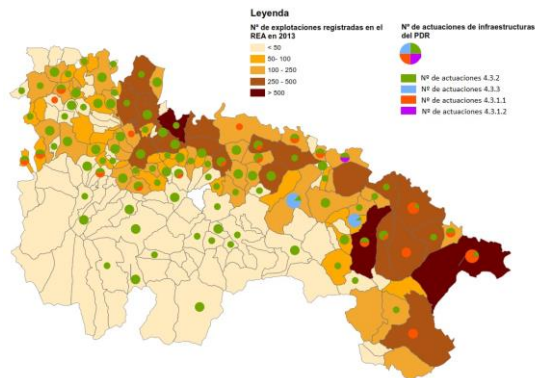 Leyenda
Nº de explotaciones registradas en el
REA en 2013
< 50
50- 100
100 - 250
250 - 500
> 500
Nº de actuaciones de infraestructuras
del PDR
Nº de actuaciones 4.3.2
Nº de actuaciones 4.3.3
Nº de actuaciones 4.3.1.1
Nº de actuaciones 4.3.1.2